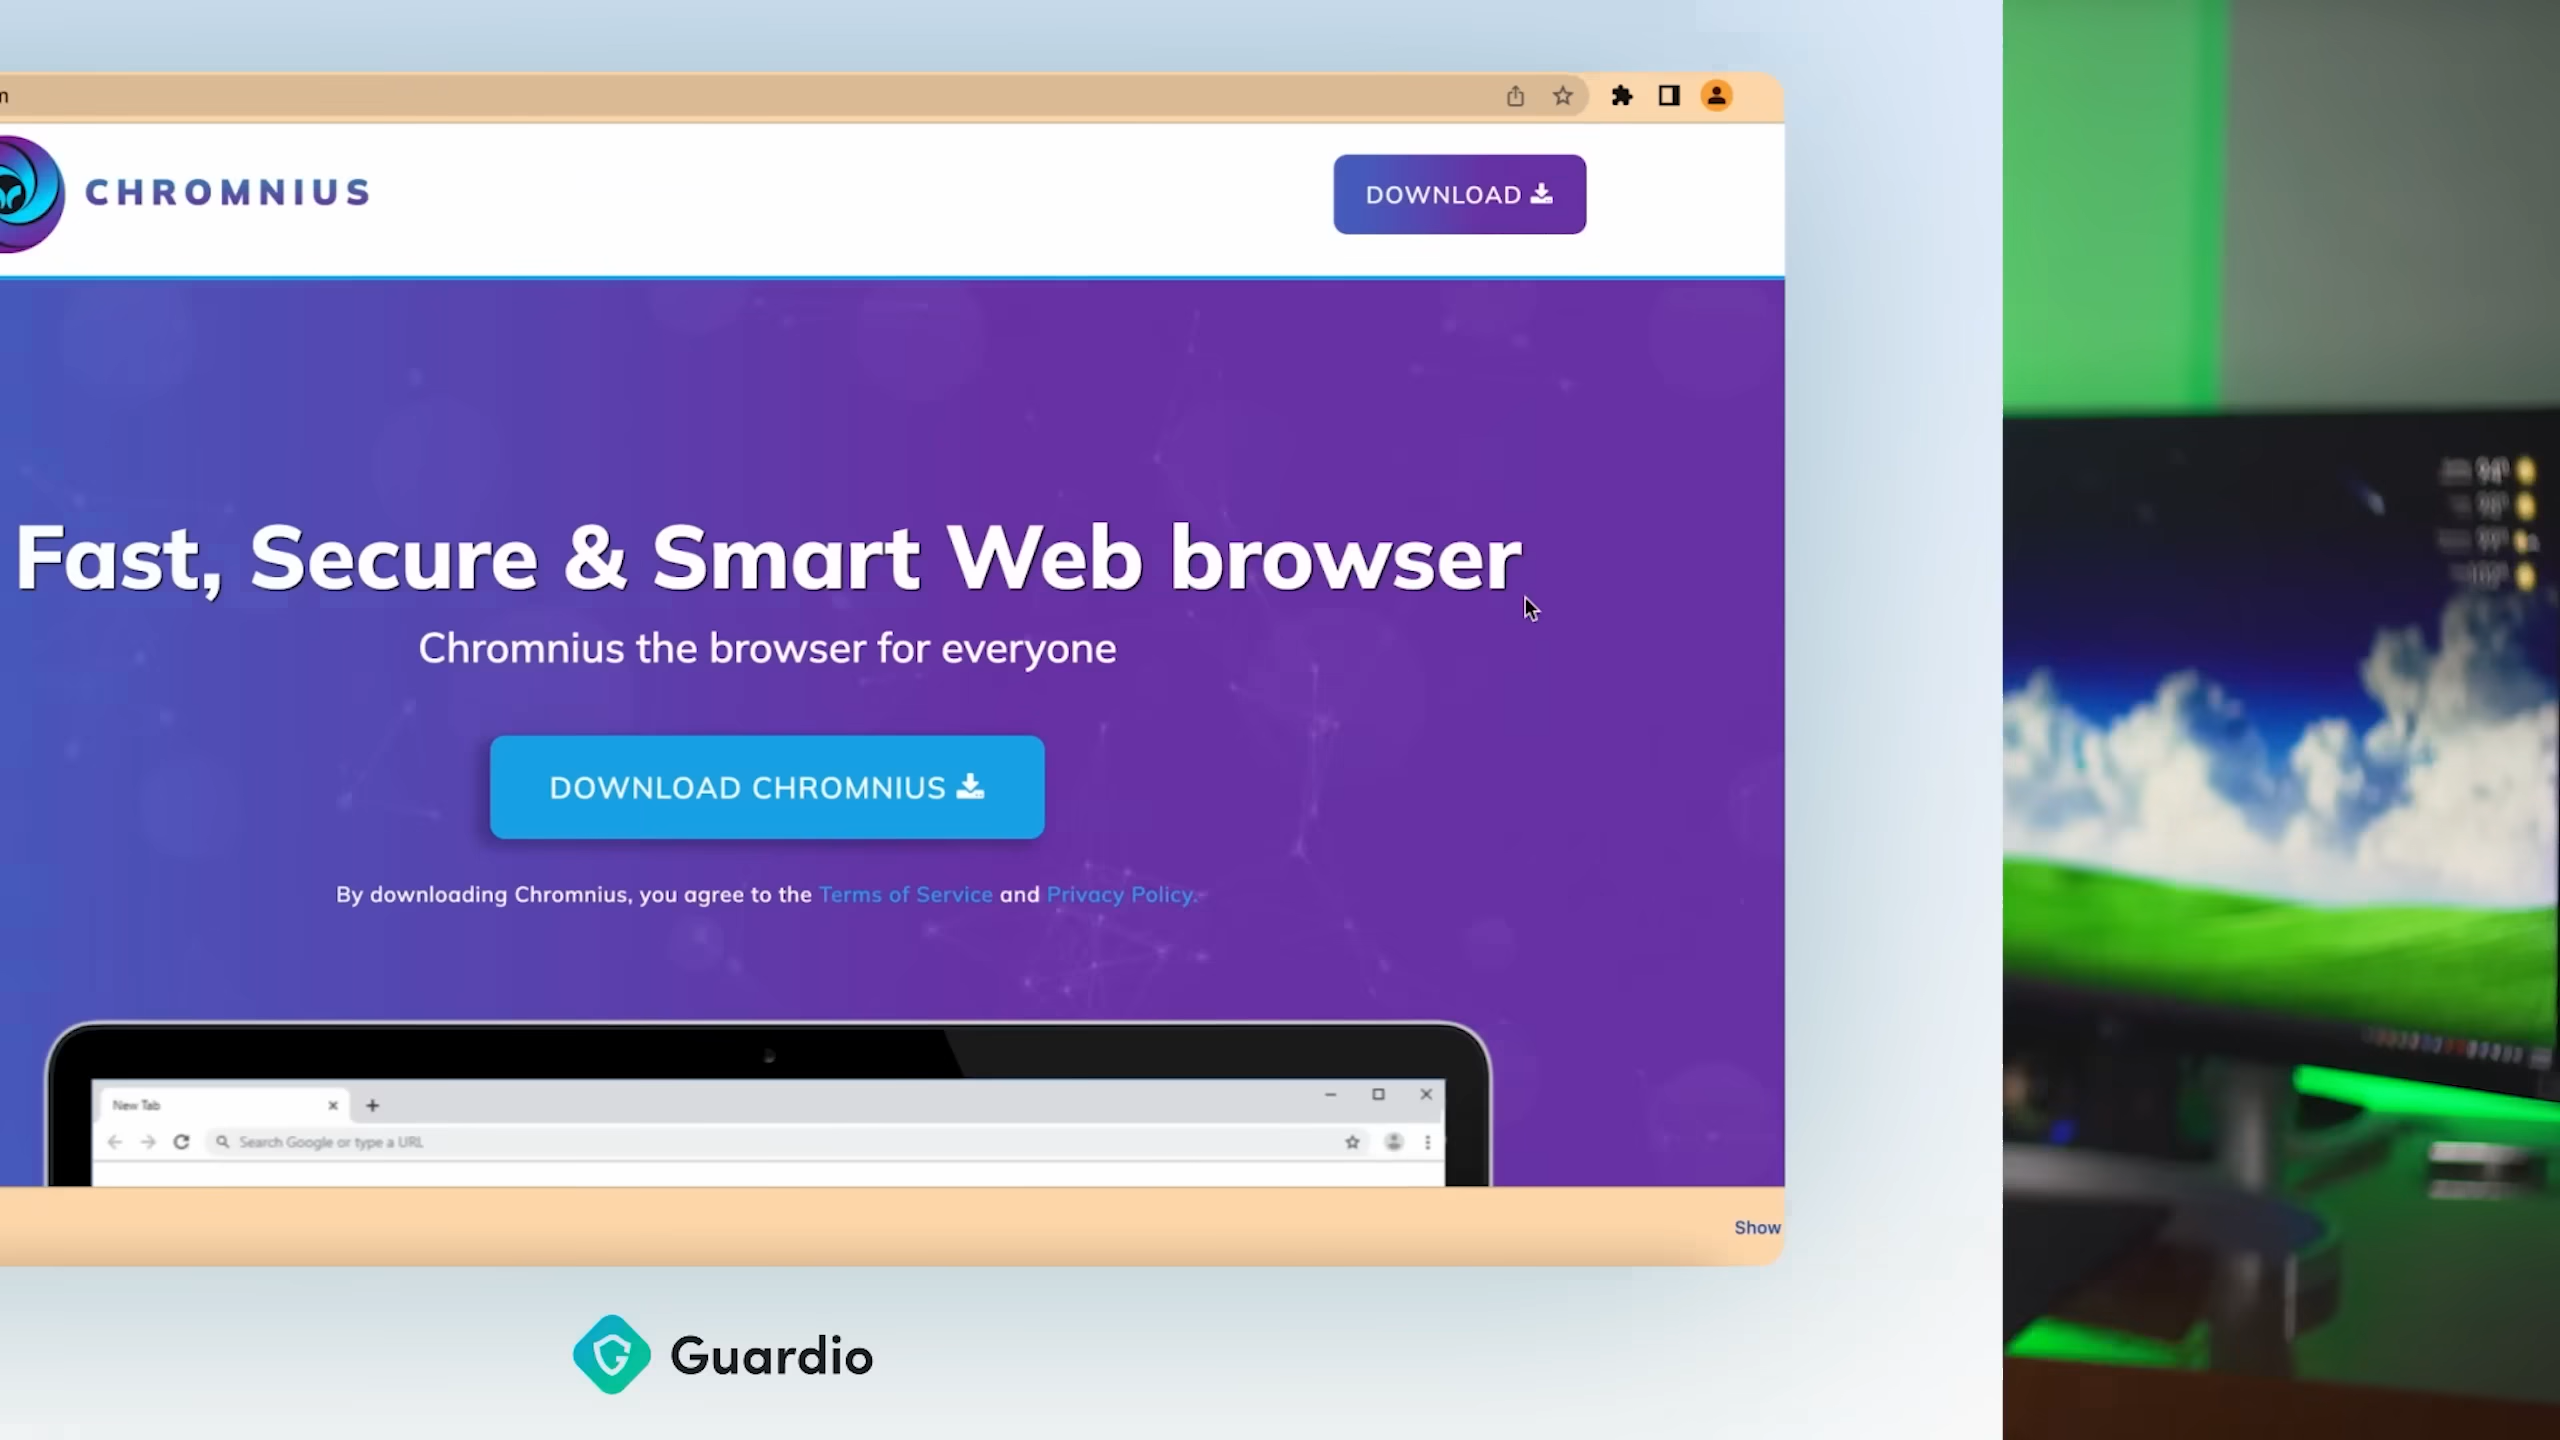 CHROMNIUS
DOWNLOAD
Fast, Secure & Smart Web browser
Chromnius the browser for everyone
DOWNLOAD CHROMNIUS
By downloading Chromnius, you agree to the Terms of Service and Privacy Policy.
New Tab
Search Google or type a URL
Show
Guardio